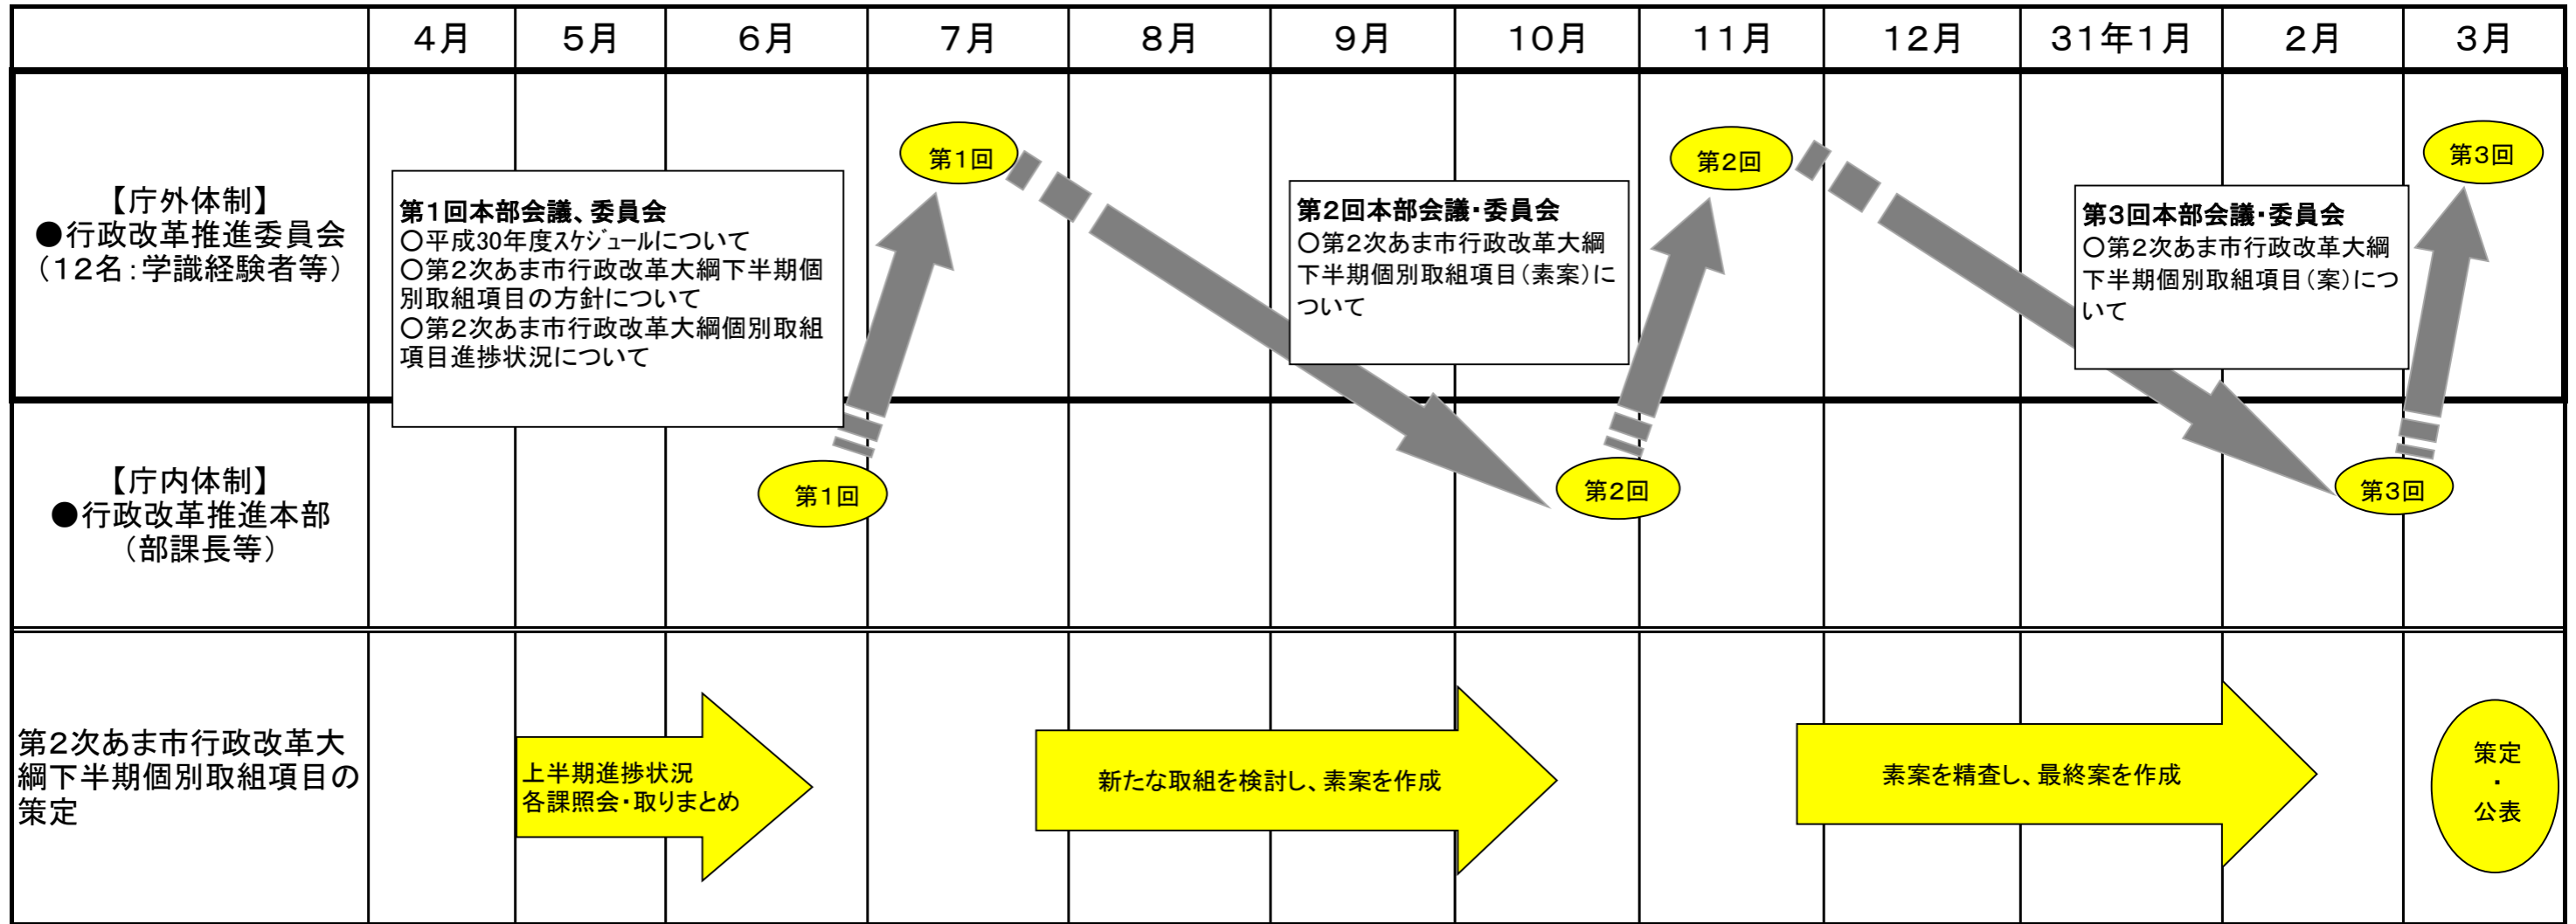 4月 5月 6月 7月 8月 9月 10月 11月 12月 31年1月 2月 3月
【庁外体制】
●行政改革推進委員会
(12名:学識経験者等)
第1回本部会議、委員会
○平成30年度スケジュールについて
○第2次あま市行政改革大綱下半期個
別取組項目の方針について
○第2次あま市行政改革大綱個別取組
項目進捗状況について
第1回
第2回本部会議・委員会
○第2次あま市行政改革大綱
下半期個別取組項目(素案)に
ついて
第2回
第3回本部会議・委員会
○第2次あま市行政改革大綱
下半期個別取組項目(案)につ
いて
第3回
【庁内体制】
●行政改革推進本部
(部課長等)
第1回
第2回
第3回
第2次あま市行政改革大
綱下半期個別取組項目の
策定
上半期進捗状況
各課照会・取りまとめ
新たな取組を検討し、素案を作成
素案を精査し、最終案を作成
策定
・
公表